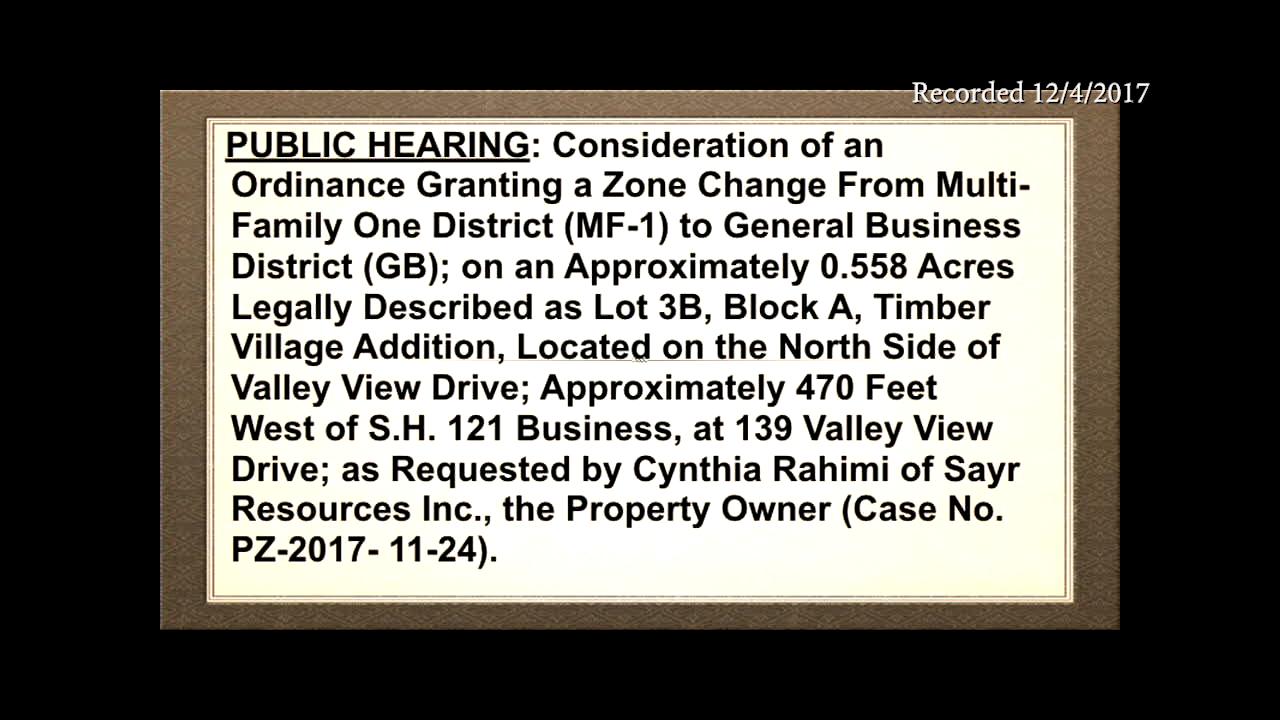 Recorded 12/4/2017
PUBLIC HEARING: Consideration of an
Ordinance Granting a Zone Change From Multi-
Family One District (MF-1) to General Business
District (GB); on an Approximately 0.558 Acres
Legally Described as Lot 3B, Block A, Timber
Village Addition, Located on the North Side of
Valley View Drive; Approximately 470 Feet
West of S.H. 121 Business, at 139 Valley View
Drive; as Requested by Cynthia Rahimi of Sayr
Resources Inc., the Property Owner (Case No.
PZ-2017- 11-24).